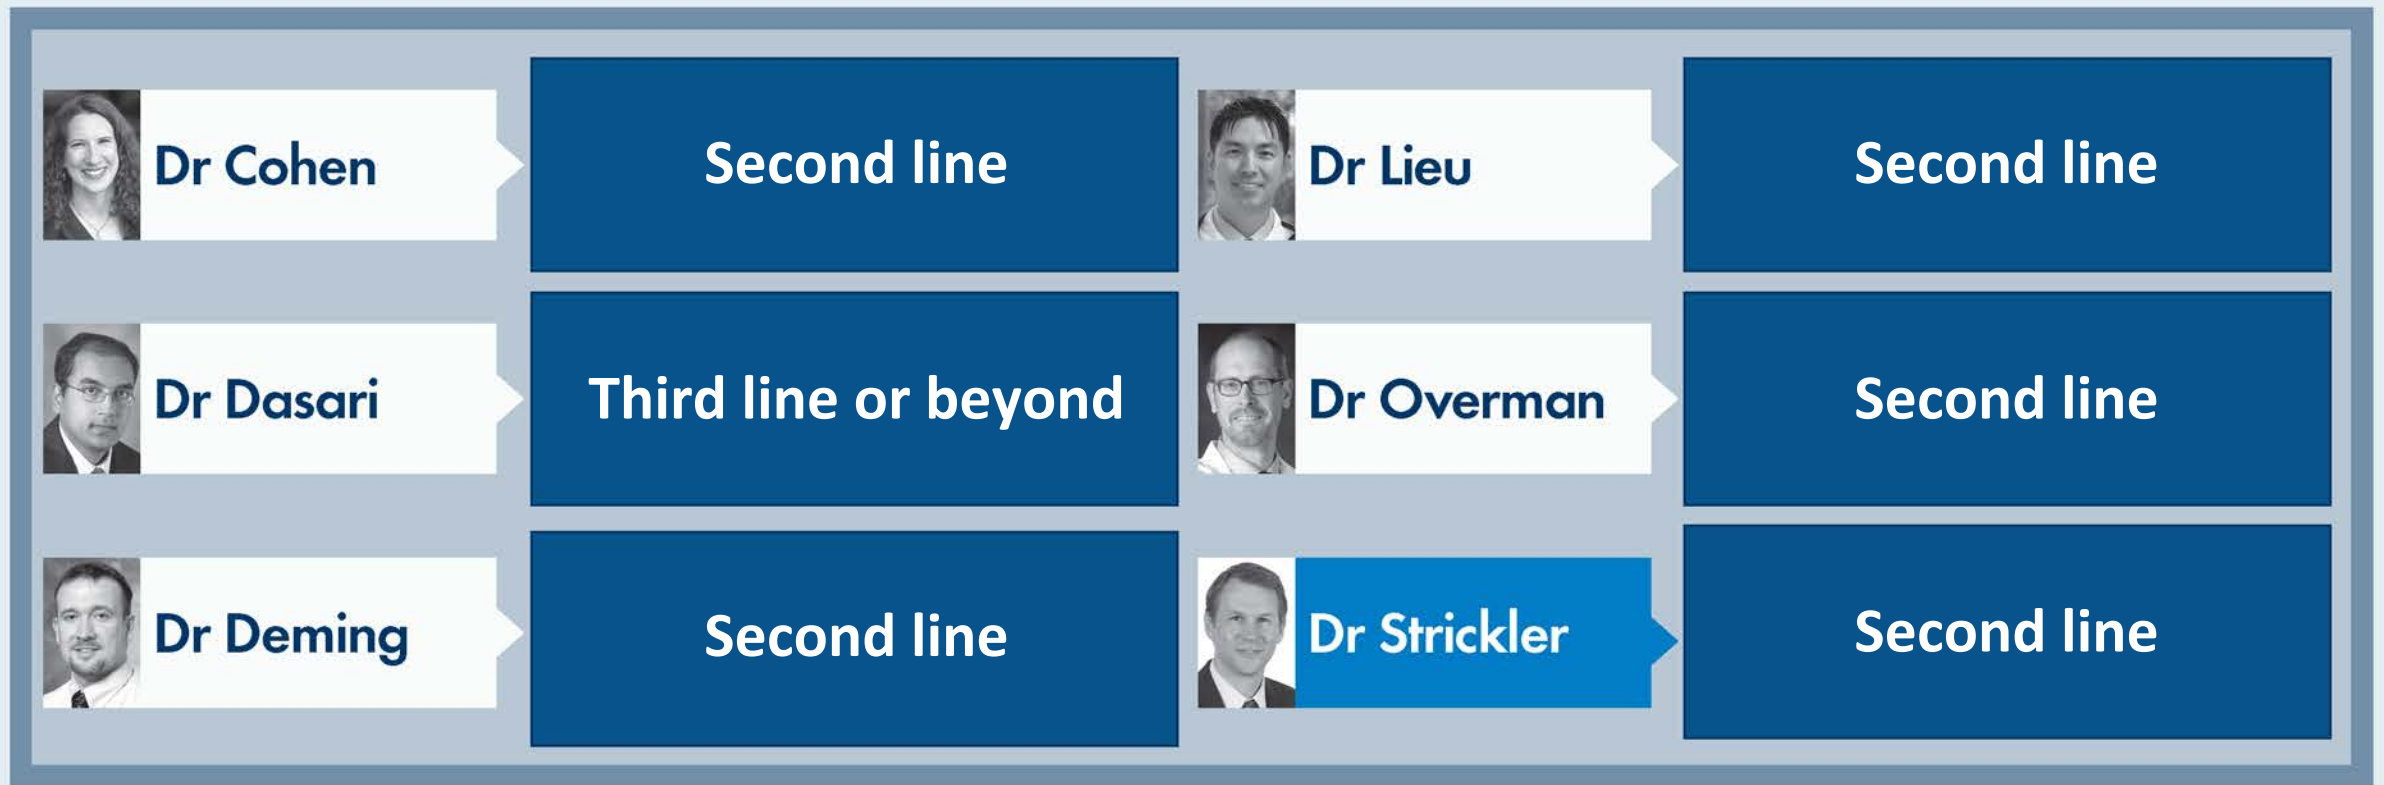 Dr Cohen
Second line
Dr Lieu
Second line
Dr Dasari
Third line or beyond
Dr Overman
Second line
Dr Deming
Second line
Dr Strickler
Second line